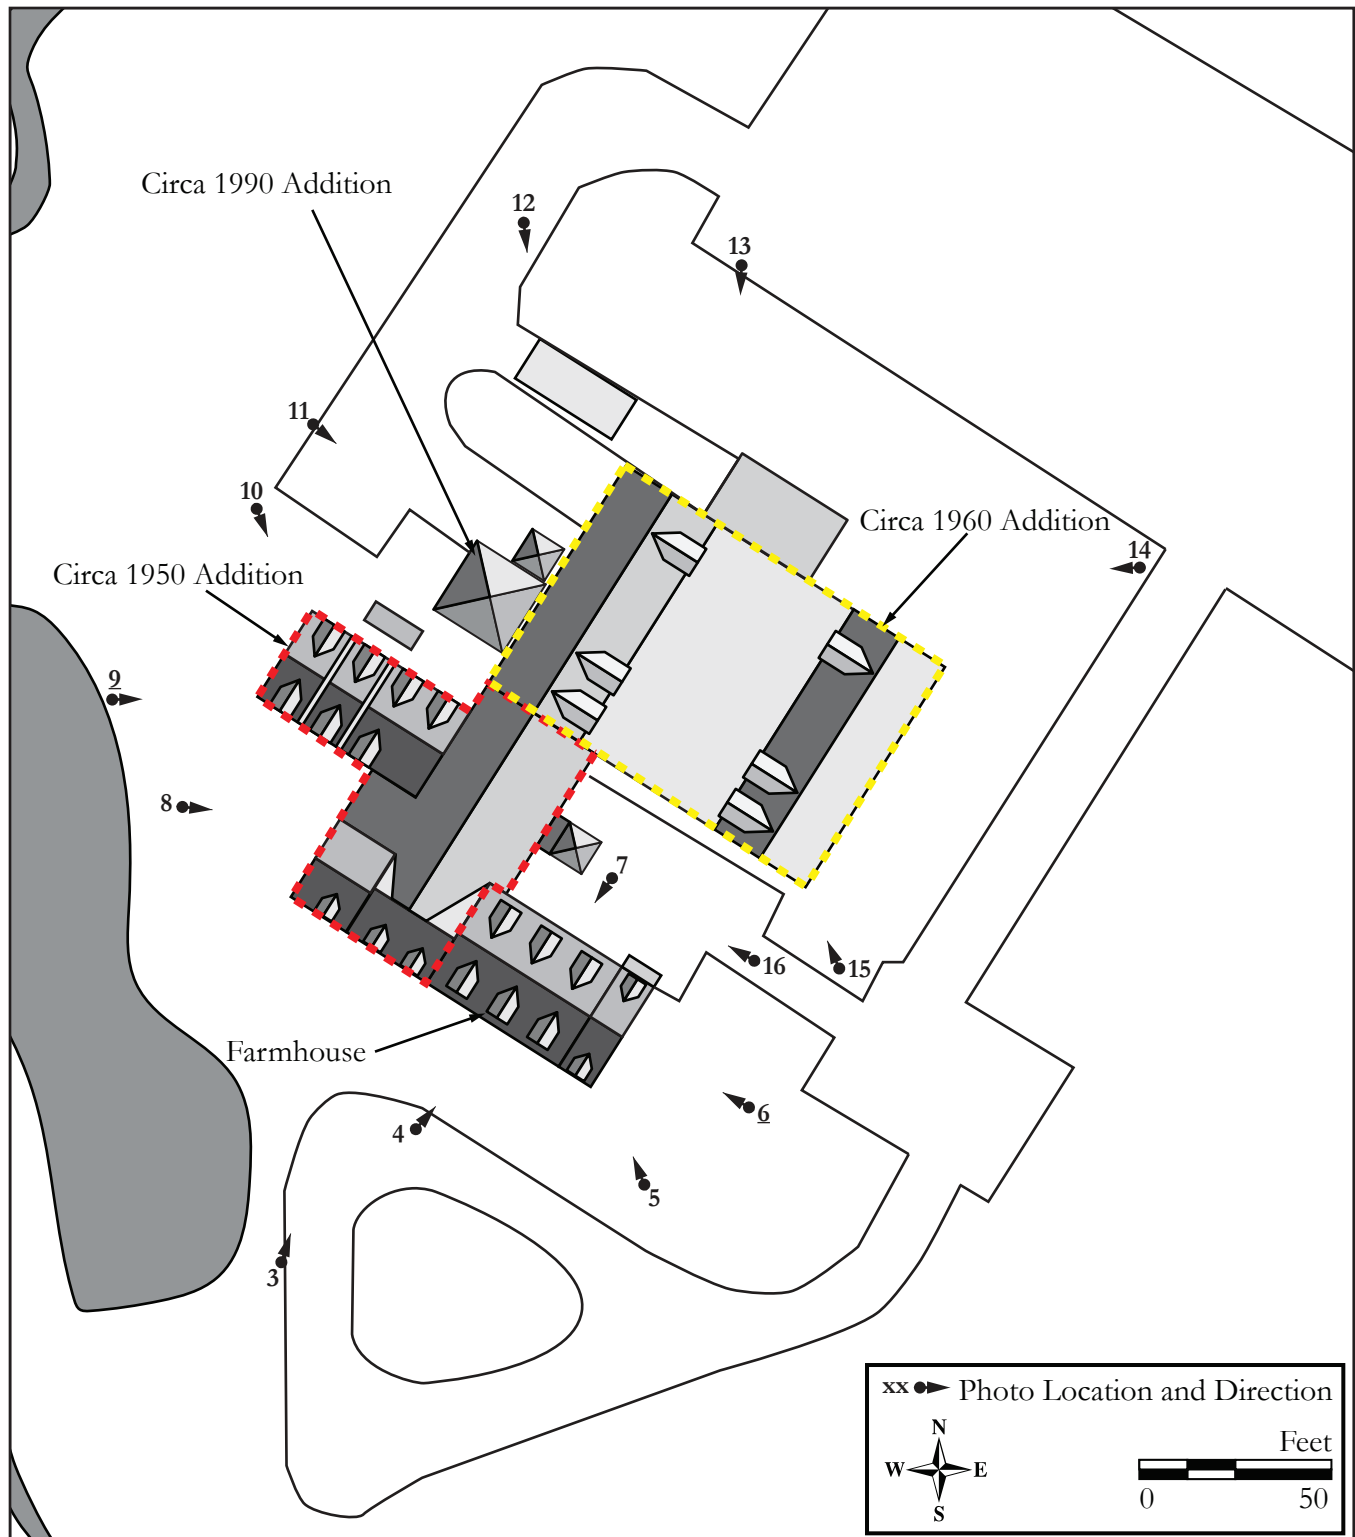 Circa 1990 Addition
12
13
11
10
Circa 1960 Addition
14
Circa 1950 Addition
9
8
7
16
15
Farmhouse
6
4
5
3
xx Photo Location and Direction
N
W E
S
Feet
0 50